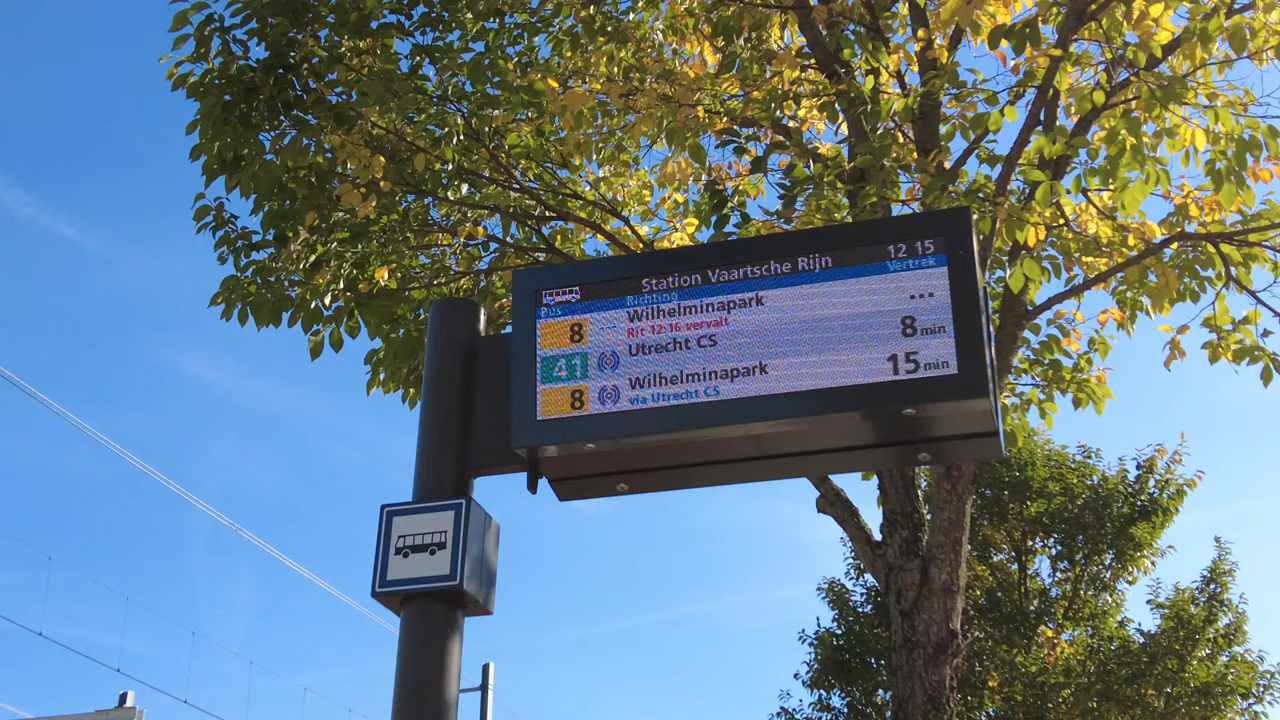 Station Vaartsche Rijn 12 15
Bus Richting Vertrek
8 Wilhelminapark ...
Rit 12:16 vervalt
41 Utrecht CS 8 min
8 Wilhelminapark 15 min
via Utrecht CS